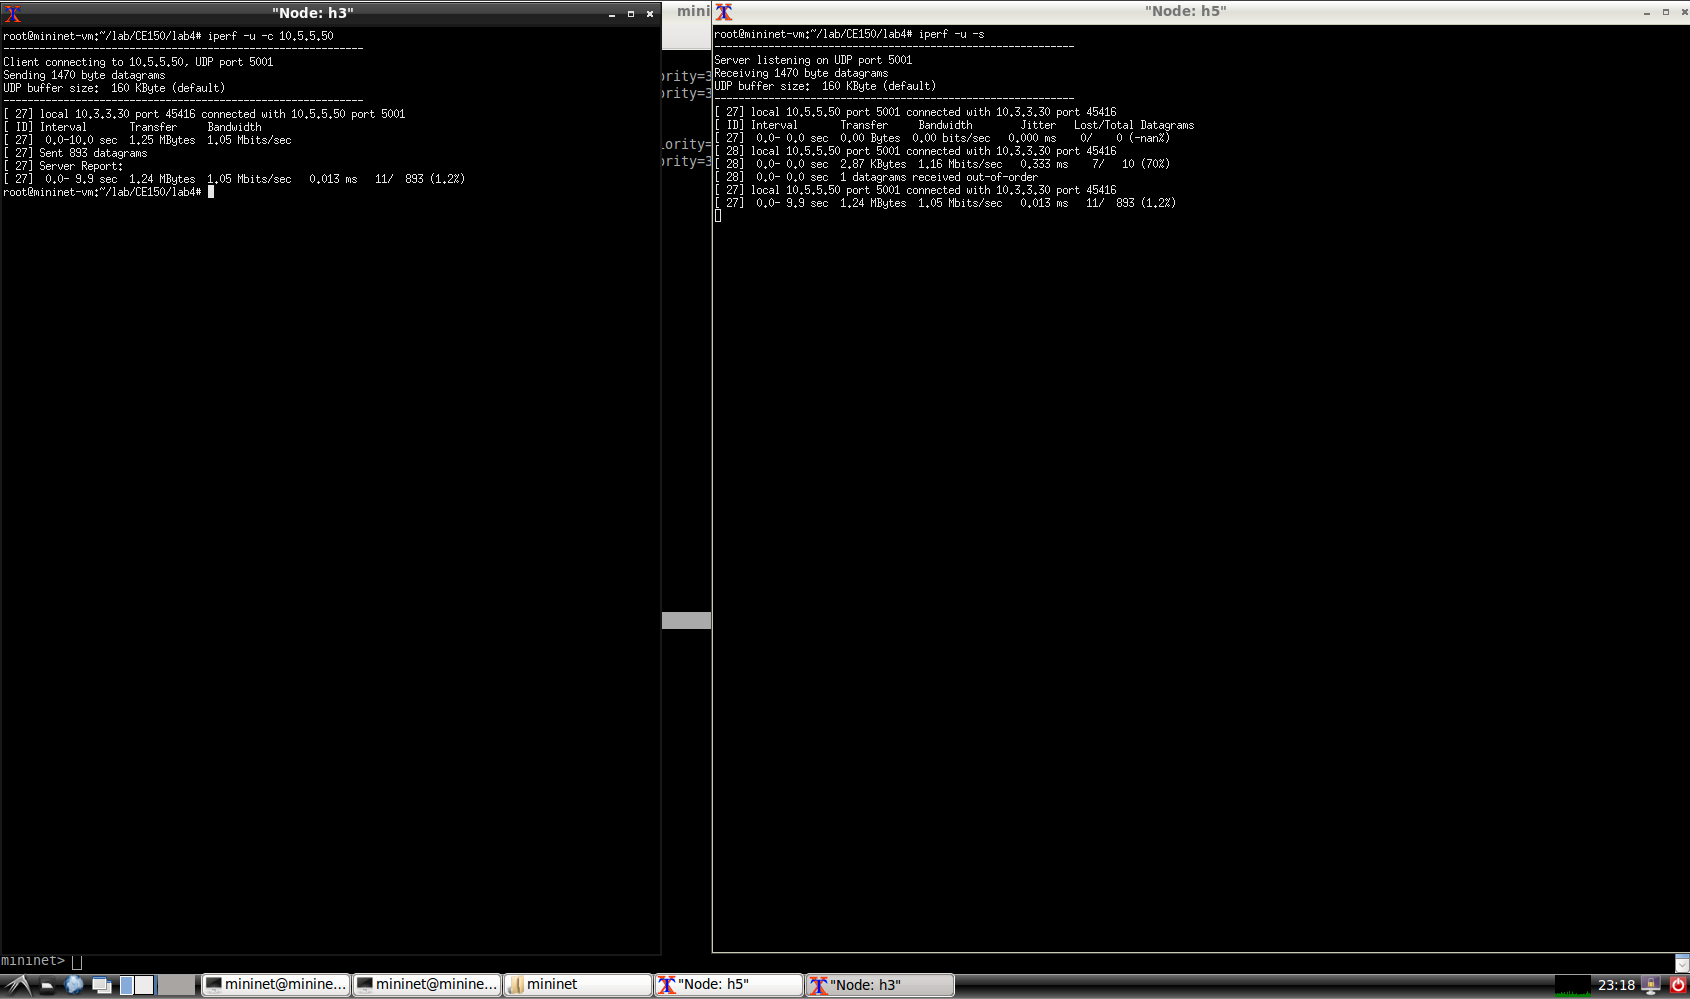 "Node: h3"
root@mininet-vm:~/lab/CE150/lab4# iperf -u -c 10.5.5.50
------------------------------------------------------------
Client connecting to 10.5.5.50, UDP port 5001
Sending 1470 byte datagrams
UDP buffer size:  160 KByte (default)
------------------------------------------------------------
[ 27] local 10.3.3.30 port 45416 connected with 10.5.5.50 port 5001
[ ID] Interval       Transfer     Bandwidth
[ 27]  0.0-10.0 sec  1.25 MBytes  1.05 Mbits/sec
[ 27] Sent 893 datagrams
[ 27] Server Report:
[ 27]  0.0- 9.9 sec  1.24 MBytes  1.05 Mbits/sec   0.013 ms   11/  893 (1.2%)
root@mininet-vm:~/lab/CE150/lab4#
mini
rity=3
rity=3
ority=
rity=3
"Node: h5"
root@mininet-vm:~/lab/CE150/lab4# iperf -u -s
------------------------------------------------------------
Server listening on UDP port 5001
Receiving 1470 byte datagrams
UDP buffer size:  160 KByte (default)
------------------------------------------------------------
[ 27] local 10.5.5.50 port 5001 connected with 10.3.3.30 port 45416
[ ID] Interval       Transfer     Bandwidth        Jitter   Lost/Total Datagrams
[ 27]  0.0- 0.0 sec  0.00 Bytes  0.00 bits/sec   0.000 ms    0/    0 (-nan%)
[ 28] local 10.5.5.50 port 5001 connected with 10.3.3.30 port 45416
[ 28]  0.0- 0.0 sec  2.87 KBytes  1.16 Mbits/sec   0.333 ms    7/   10 (70%)
[ 28]  0.0- 0.0 sec  1 datagrams received out-of-order
[ 27] local 10.5.5.50 port 5001 connected with 10.3.3.30 port 45416
[ 27]  0.0- 9.9 sec  1.24 MBytes  1.05 Mbits/sec   0.013 ms   11/  893 (1.2%)
mininet>
mininet@minine...
mininet@minine...
mininet
"Node: h5"
"Node: h3"
23:18